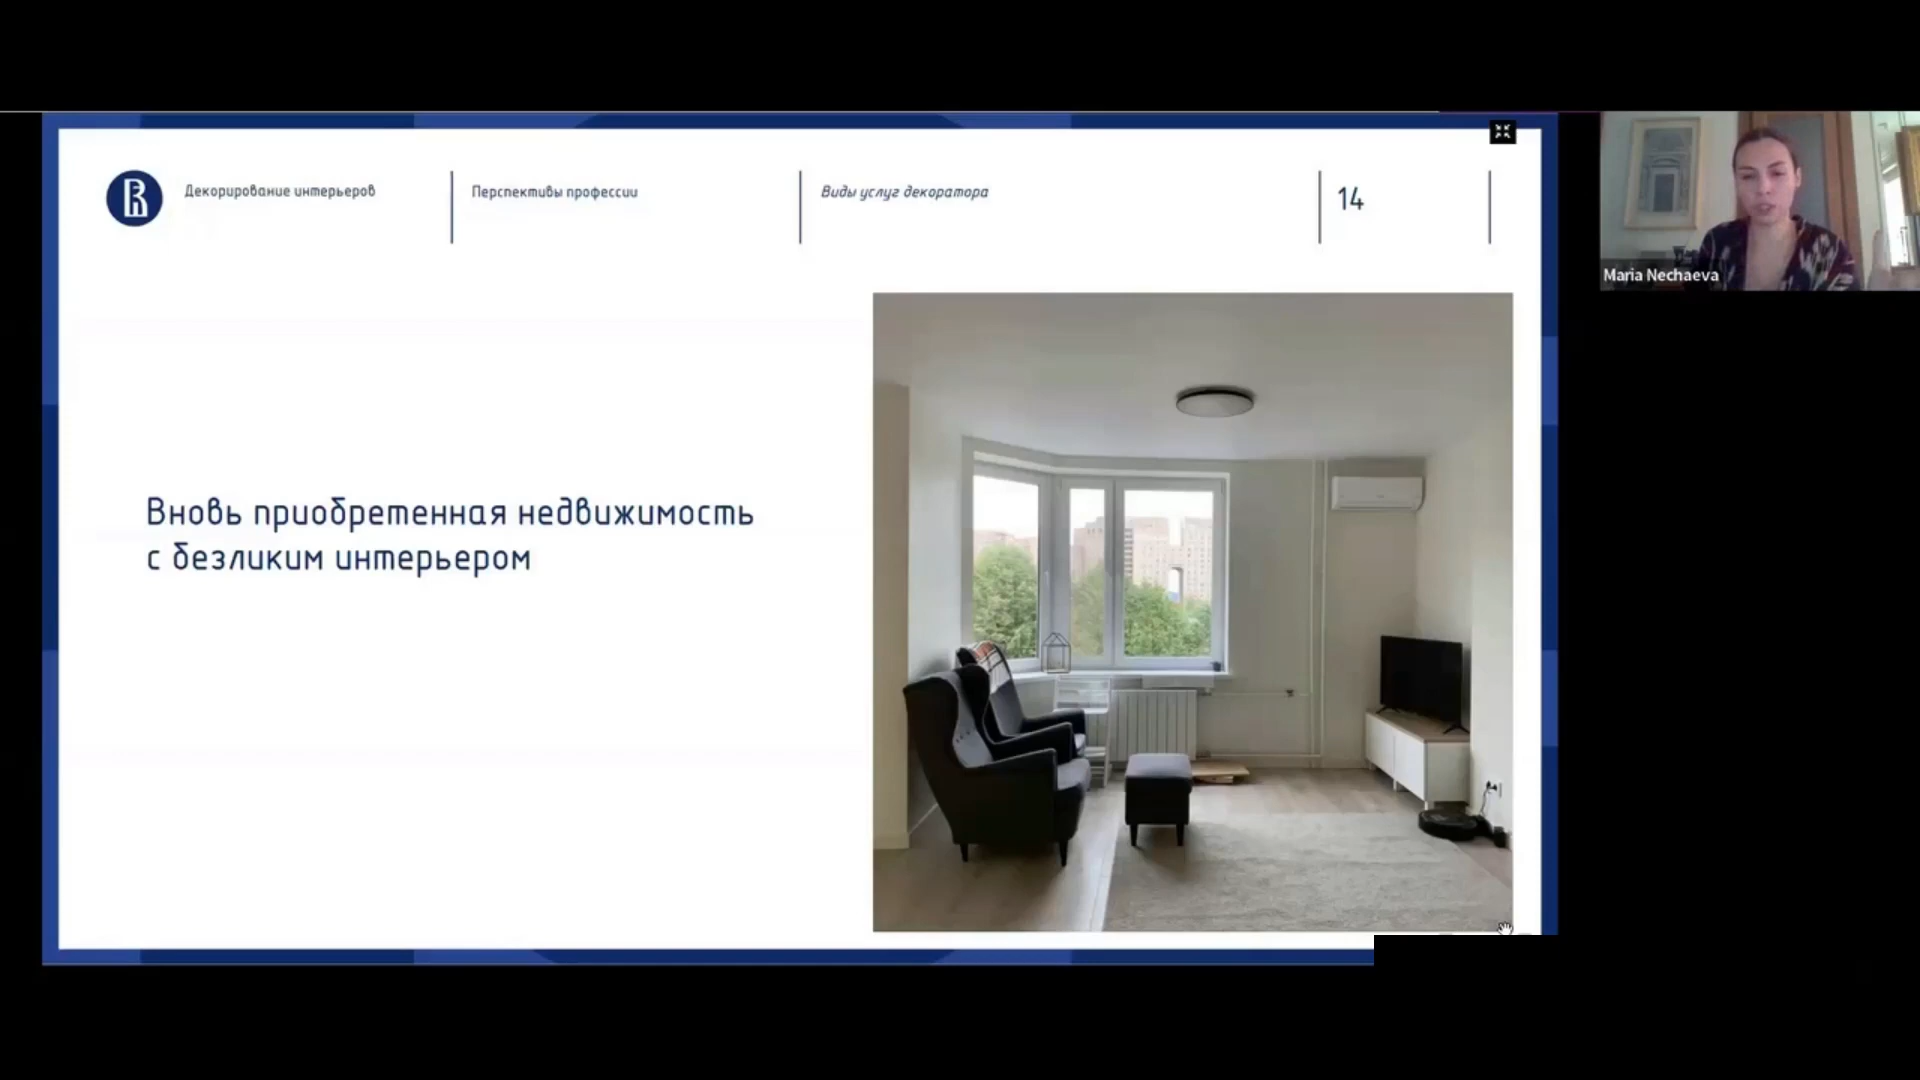 Декорирование интерьеров
Перспективы профессии
Виды услуг декоратора
14
Вновь приобретенная недвижимость
с безликим интерьером
Maria Nechaeva